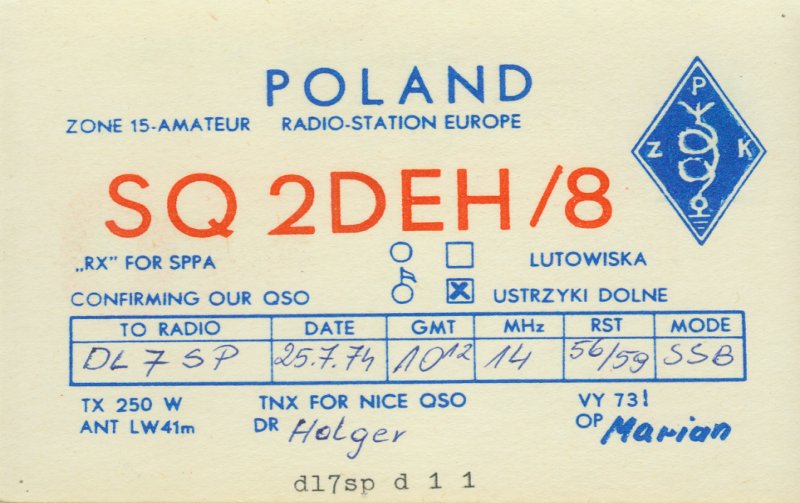 POLAND
ZONE 15-AMATEUR RADIO-STATION EUROPE
P
Z K
SQ 2DEH/8
„RX" FOR SPPA LUTOWISKA
CONFIRMING OUR QSO USTRZYKI DOLNE
TO RADIO DATE GMT MHz RST MODE
DL7SP 25.7.74 10¹² 14 56/59 SSB
TX 250 W TNX FOR NICE QSO VY 73!
ANT LW41m DR Holger OP Marian
dl7sp d 1 1